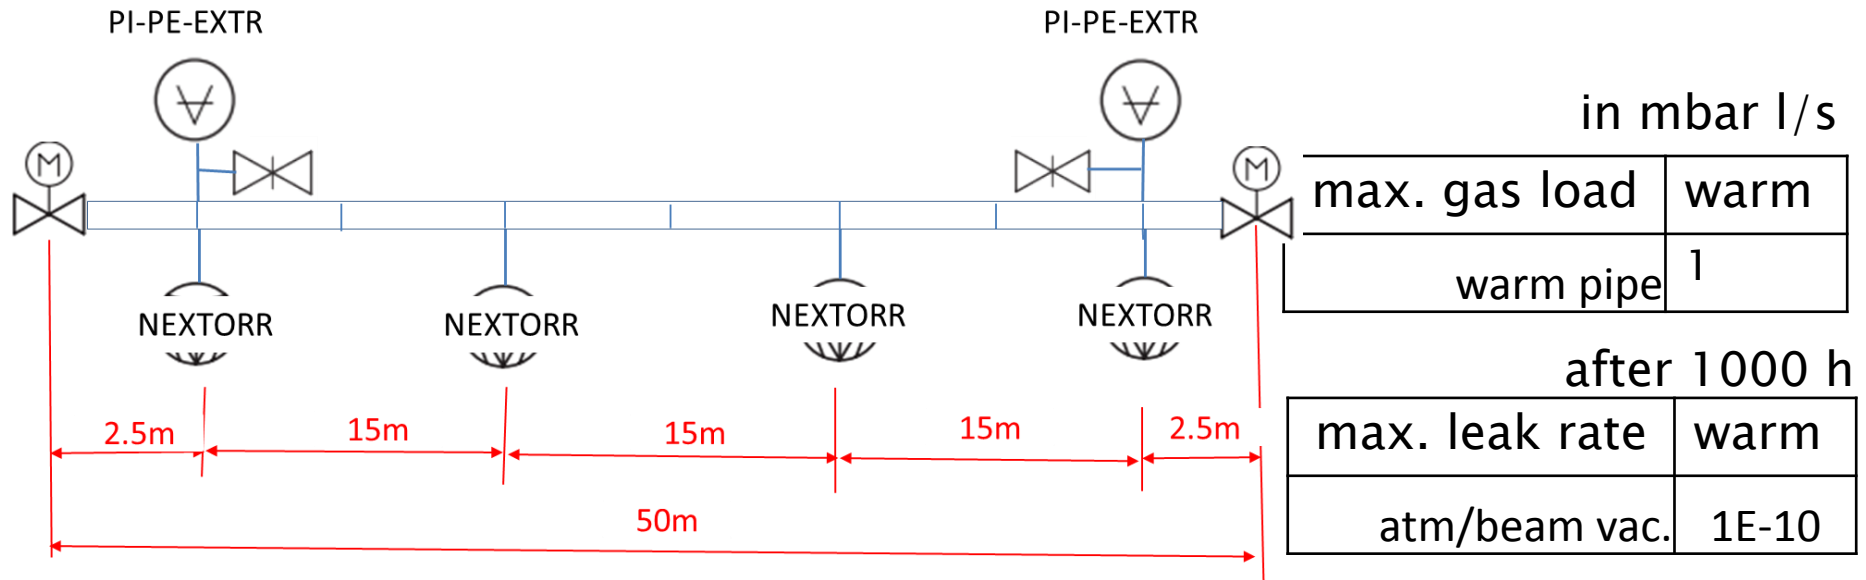 PI-PE-EXTR
PI-PE-EXTR
M
M
NEXTORR
NEXTORR
NEXTORR
NEXTORR
2.5m
15m
15m
15m
2.5m
50m
in mbar l/s
max. gas load warm
warm pipe 1
after 1000 h
max. leak rate warm
atm/beam vac. 1E-10